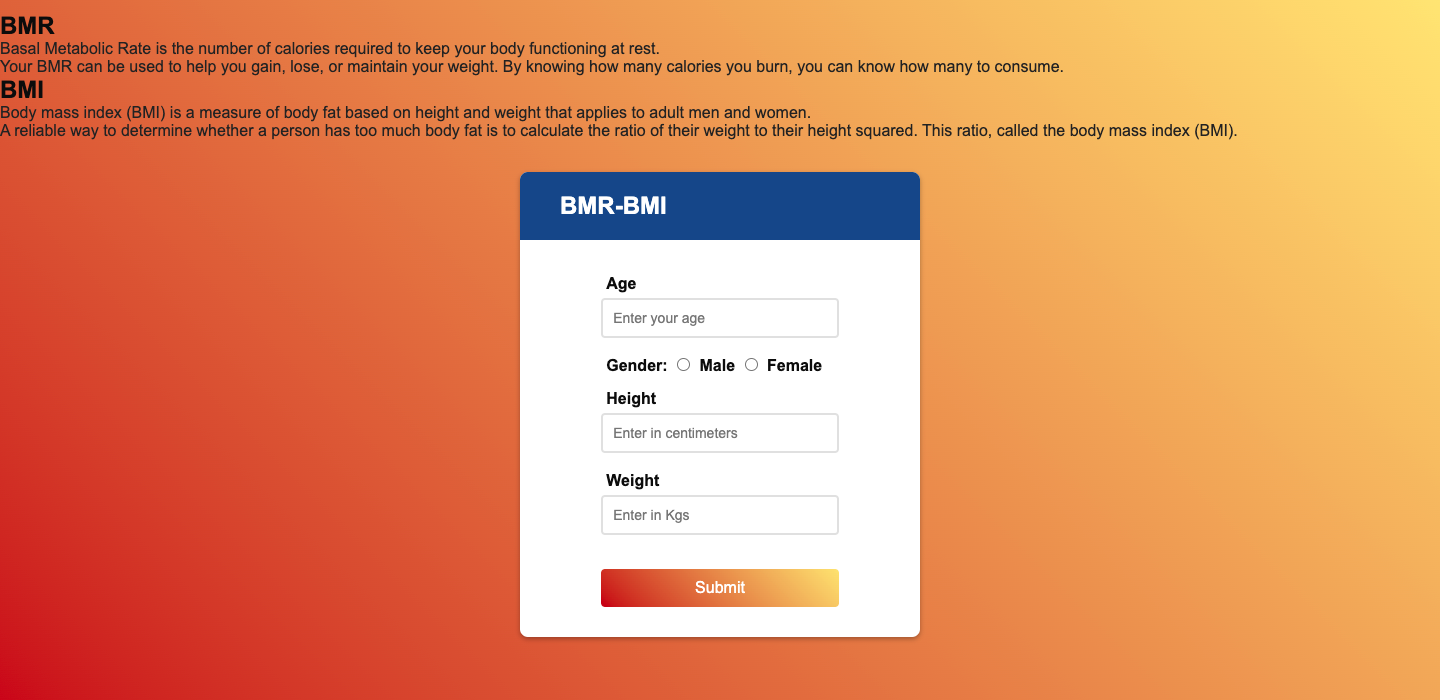 BMR
Basal Metabolic Rate is the number of calories required to keep your body functioning at rest.
Your BMR can be used to help you gain, lose, or maintain your weight. By knowing how many calories you burn, you can know how many to consume.
BMI
Body mass index (BMI) is a measure of body fat based on height and weight that applies to adult men and women.
A reliable way to determine whether a person has too much body fat is to calculate the ratio of their weight to their height squared. This ratio, called the body mass index (BMI).
BMR-BMI
Age
Enter your age
Gender: Male Female
Height
Enter in centimeters
Weight
Enter in Kgs
Submit